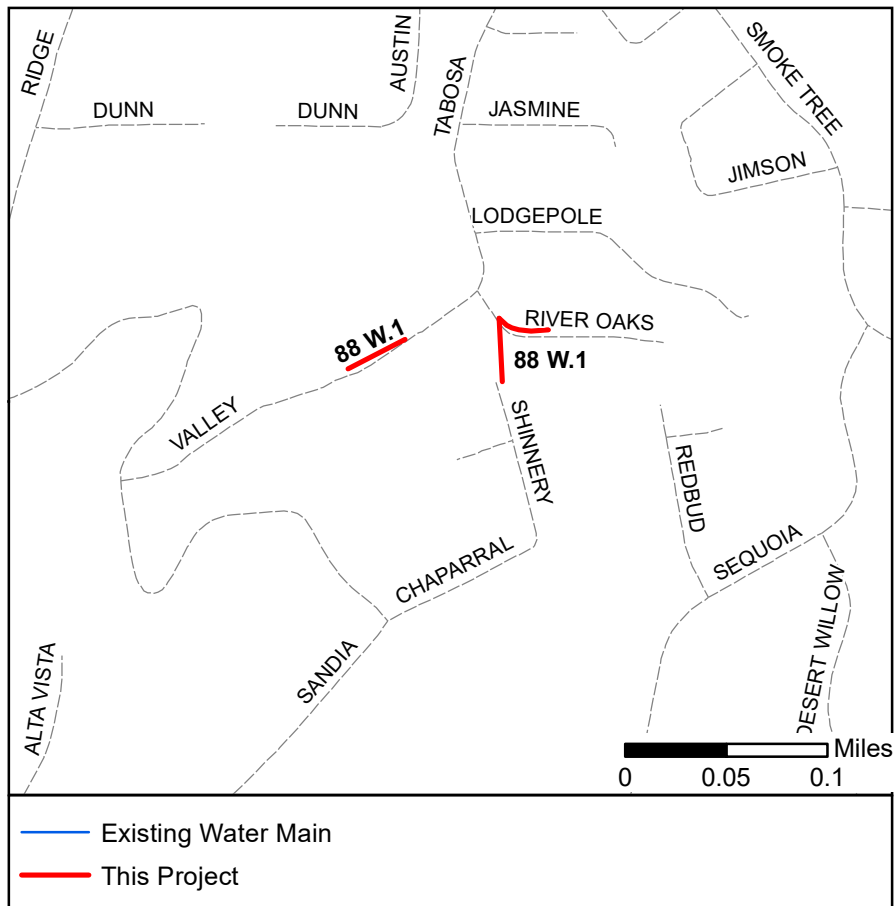 RIDGE
AUSTIN
SMOKE TREE
DUNN
DUNN
TABOSA
JASMINE
JIMSON
LODGEPOLE
RIVER OAKS
88 W.1
88 W.1
VALLEY
SHINNERY
REDBUD
SEQUOIA
CHAPARRAL
DESERT WILLOW
SANDIA
ALTA VISTA
Miles
0 0.05 0.1
Existing Water Main
This Project